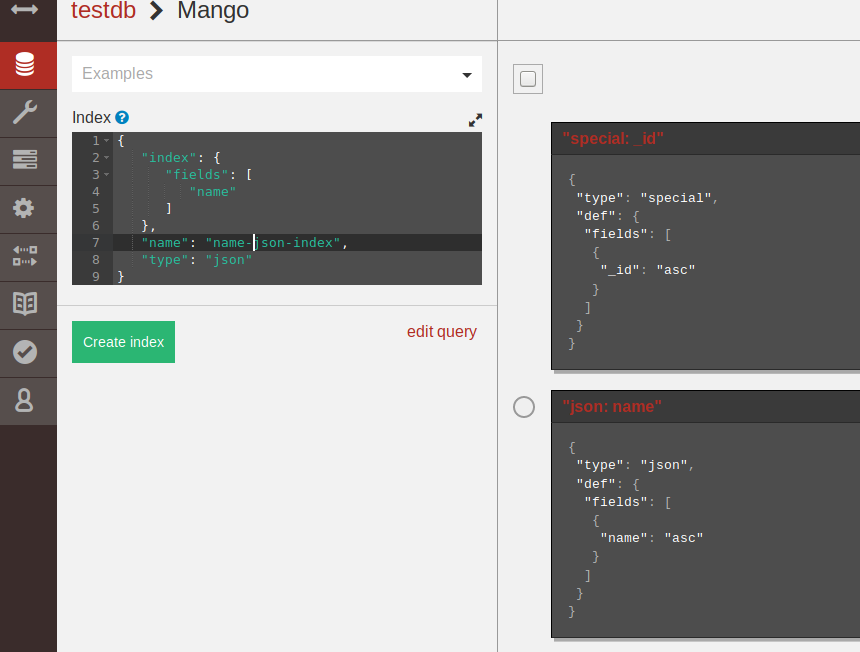 testdb > Mango
Examples
Index ?
1 {
2 "index": {
3 "fields": [
4 "name"
5 ]
6 },
7 "name": "name-json-index",
8 "type": "json"
9 }
Create index
edit query
"special: _id"
{
"type": "special",
"def": {
"fields": [
{
"_id": "asc"
}
]
}
}
"json: name"
{
"type": "json",
"def": {
"fields": [
{
"name": "asc"
}
]
}
}